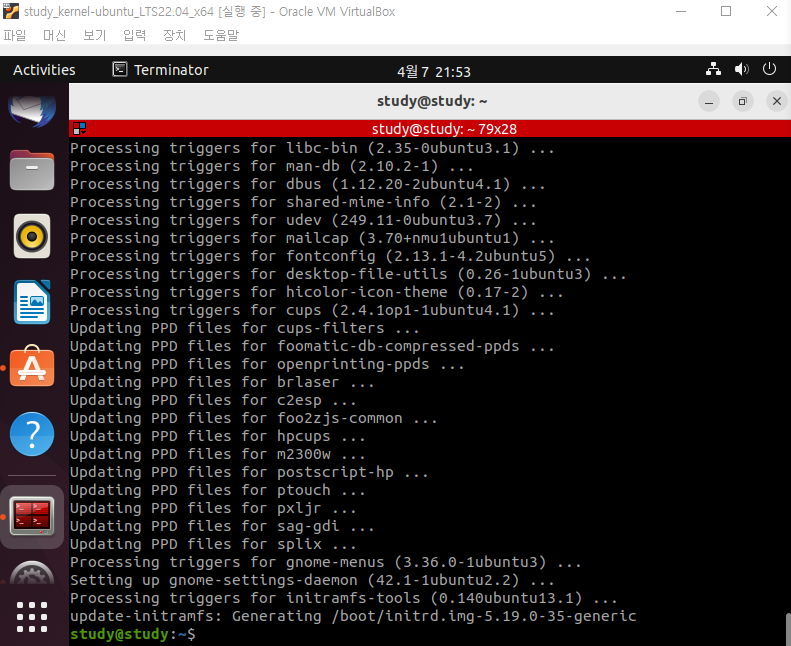 study_kernel-ubuntu_LTS22.04_x64 [실행 중] - Oracle VM VirtualBox
파일 머신 보기 입력 장치 도움말
Activities Terminator 4월 7 21:53
study@study: ~
study@study: ~ 79x28
Processing triggers for libc-bin (2.35-0ubuntu3.1) ...
Processing triggers for man-db (2.10.2-1) ...
Processing triggers for dbus (1.12.20-2ubuntu4.1) ...
Processing triggers for shared-mime-info (2.1-2) ...
Processing triggers for udev (249.11-0ubuntu3.7) ...
Processing triggers for mailcap (3.70+nmu1ubuntu1) ...
Processing triggers for fontconfig (2.13.1-4.2ubuntu5) ...
Processing triggers for desktop-file-utils (0.26-1ubuntu3) ...
Processing triggers for hicolor-icon-theme (0.17-2) ...
Processing triggers for cups (2.4.1op1-1ubuntu4.1) ...
Updating PPD files for cups-filters ...
Updating PPD files for foomatic-db-compressed-ppds ...
Updating PPD files for openprinting-ppds ...
Updating PPD files for brlaser ...
Updating PPD files for c2esp ...
Updating PPD files for foo2zjs-common ...
Updating PPD files for hpcups ...
Updating PPD files for m2300w ...
Updating PPD files for postscript-hp ...
Updating PPD files for ptouch ...
Updating PPD files for pxljr ...
Updating PPD files for sag-gdi ...
Updating PPD files for splix ...
Processing triggers for gnome-menus (3.36.0-1ubuntu3) ...
Setting up gnome-settings-daemon (42.1-1ubuntu2.2) ...
Processing triggers for initramfs-tools (0.140ubuntu13.1) ...
update-initramfs: Generating /boot/initrd.img-5.19.0-35-generic
study@study:~$